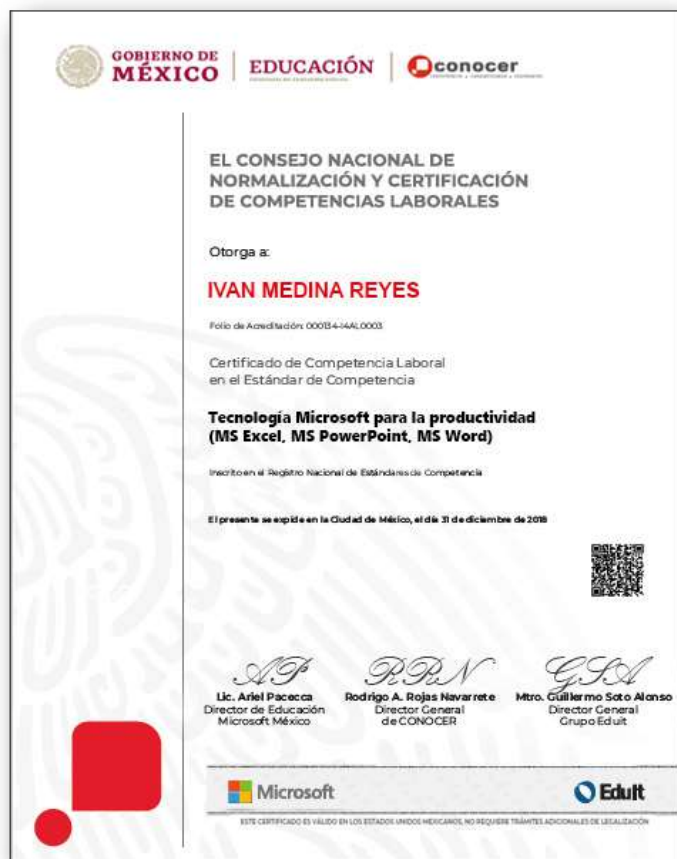 GOBIERNO DE
MÉXICO
EDUCACIÓN
conocer
EL CONSEJO NACIONAL DE
NORMALIZACIÓN Y CERTIFICACIÓN
DE COMPETENCIAS LABORALES
Otorga a:
IVAN MEDINA REYES
Folio de Acreditación:
Certificado de Competencia Laboral
en el Estándar de Competencia
Tecnología Microsoft para la productividad
(MS Excel, MS PowerPoint, MS Word)
Inscrito en el Registro Nacional de Estándares de Competencia
El presente se expide en la Ciudad de México, el día 31 de diciembre de 2018
AP RRN GSA
Lic. Ariel Pacecca Rodrigo A. Rojas Navarrete Mtro. Guillermo Soto Alonso
Director de Educación Director General Director General
Microsoft México de CONOCER Grupo Eduit
Microsoft EduIt
ESTE CERTIFICADO ES VÁLIDO EN LOS ESTADOS UNIDOS MEXICANOS, NO REQUIERE TRÁMITES ADICIONALES DE LEGALIZACIÓN